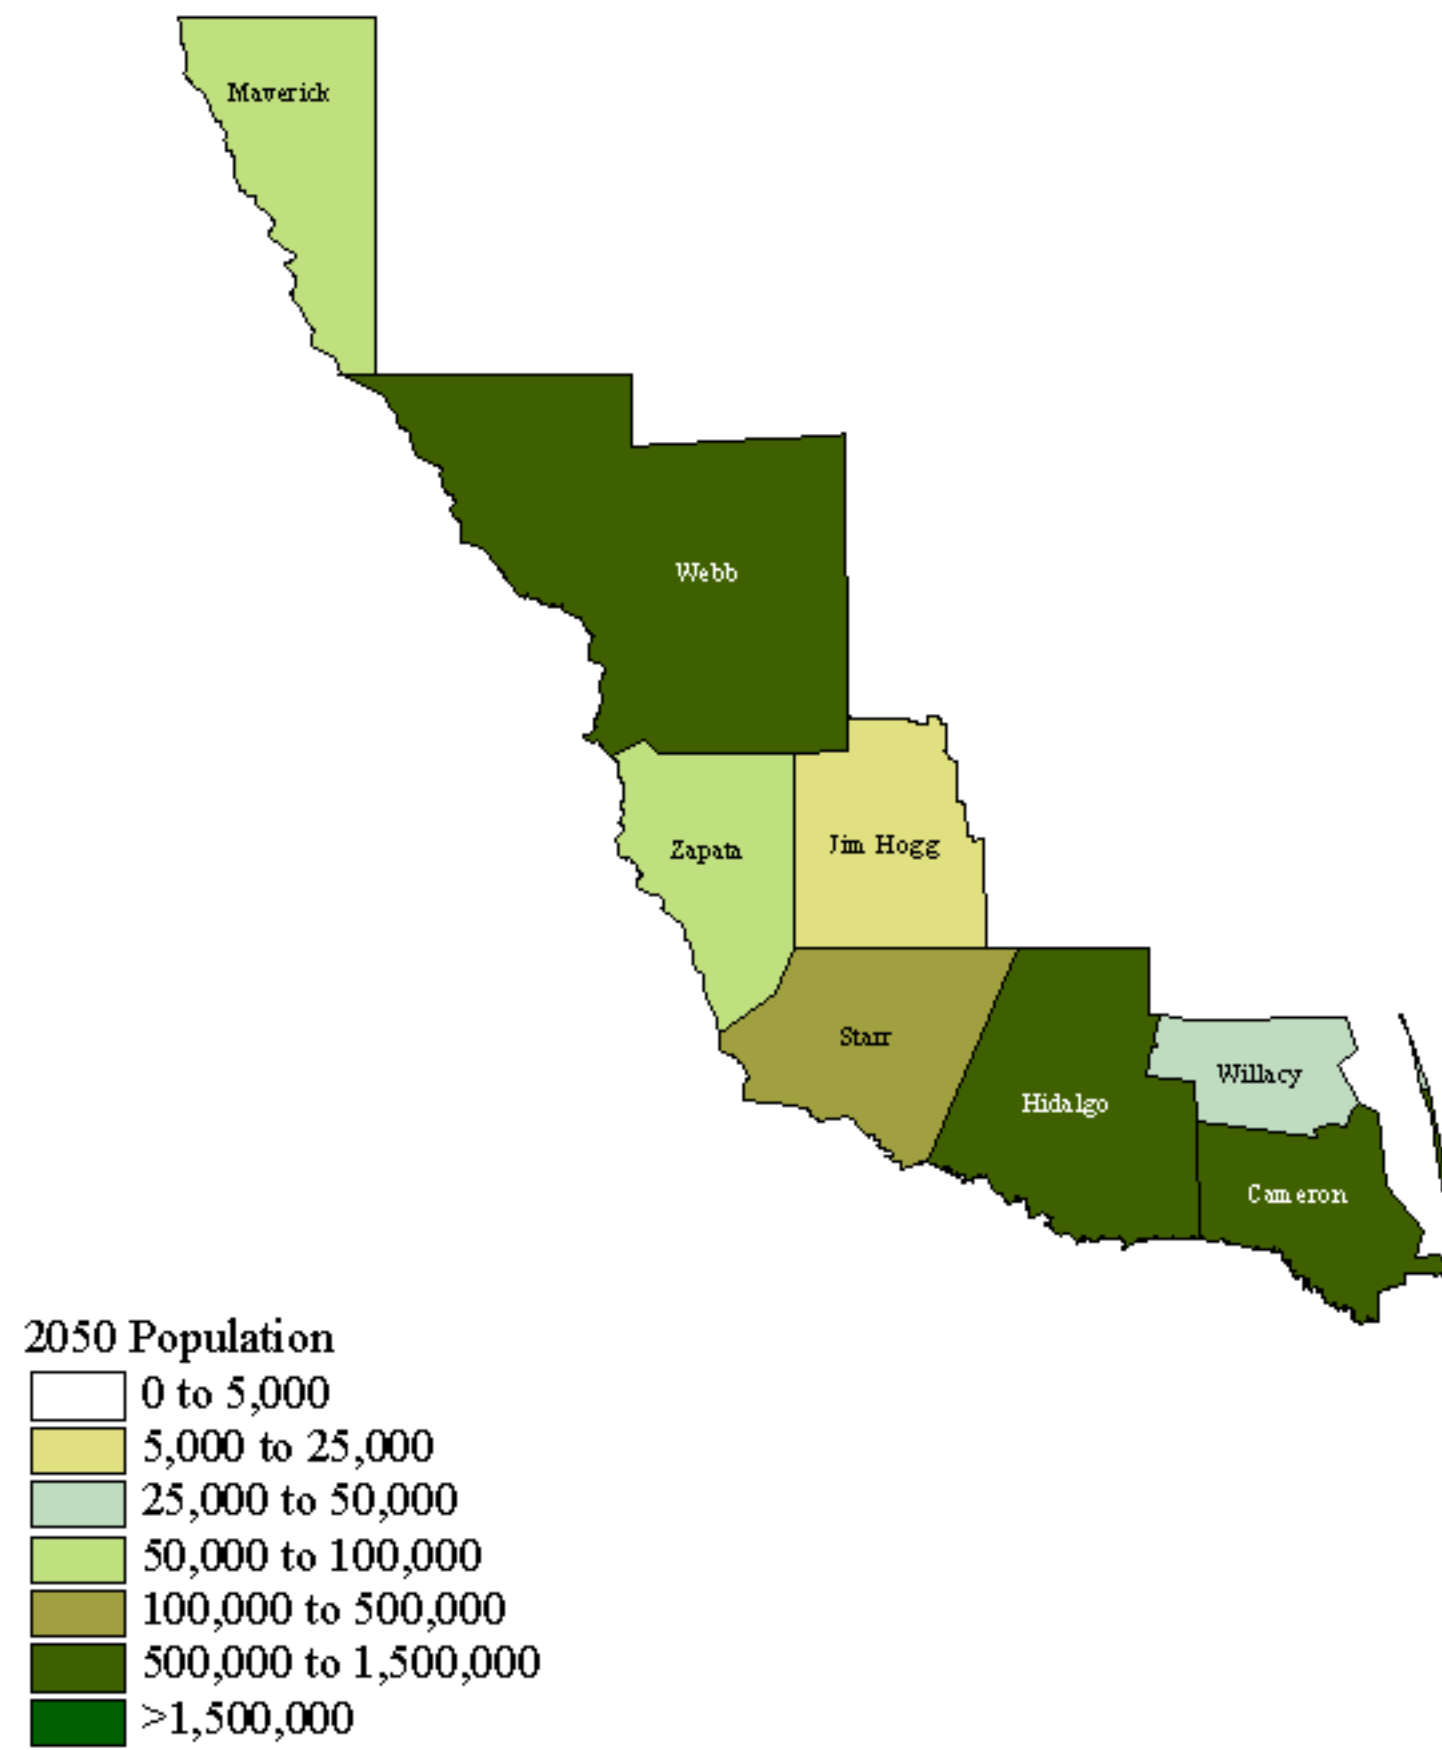 Maverick
Webb
Zapata
Jim Hogg
Starr
Hidalgo
Willacy
Cameron
2050 Population
0 to 5,000
5,000 to 25,000
25,000 to 50,000
50,000 to 100,000
100,000 to 500,000
500,000 to 1,500,000
>1,500,000